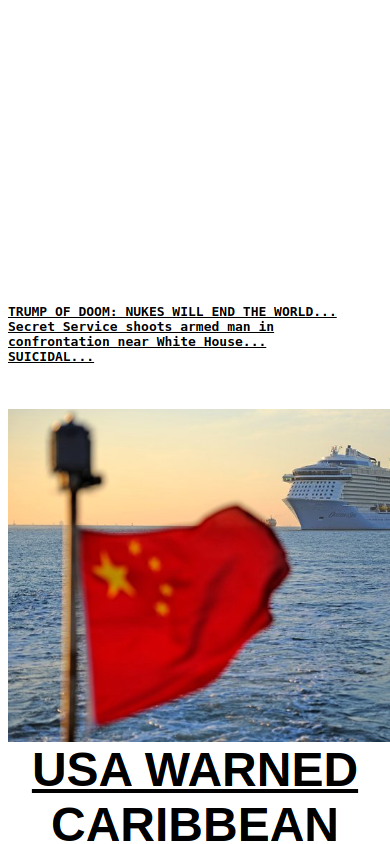 TRUMP OF DOOM: NUKES WILL END THE WORLD...
Secret Service shoots armed man in
confrontation near White House...
SUICIDAL...
USA WARNED
CARIBBEAN